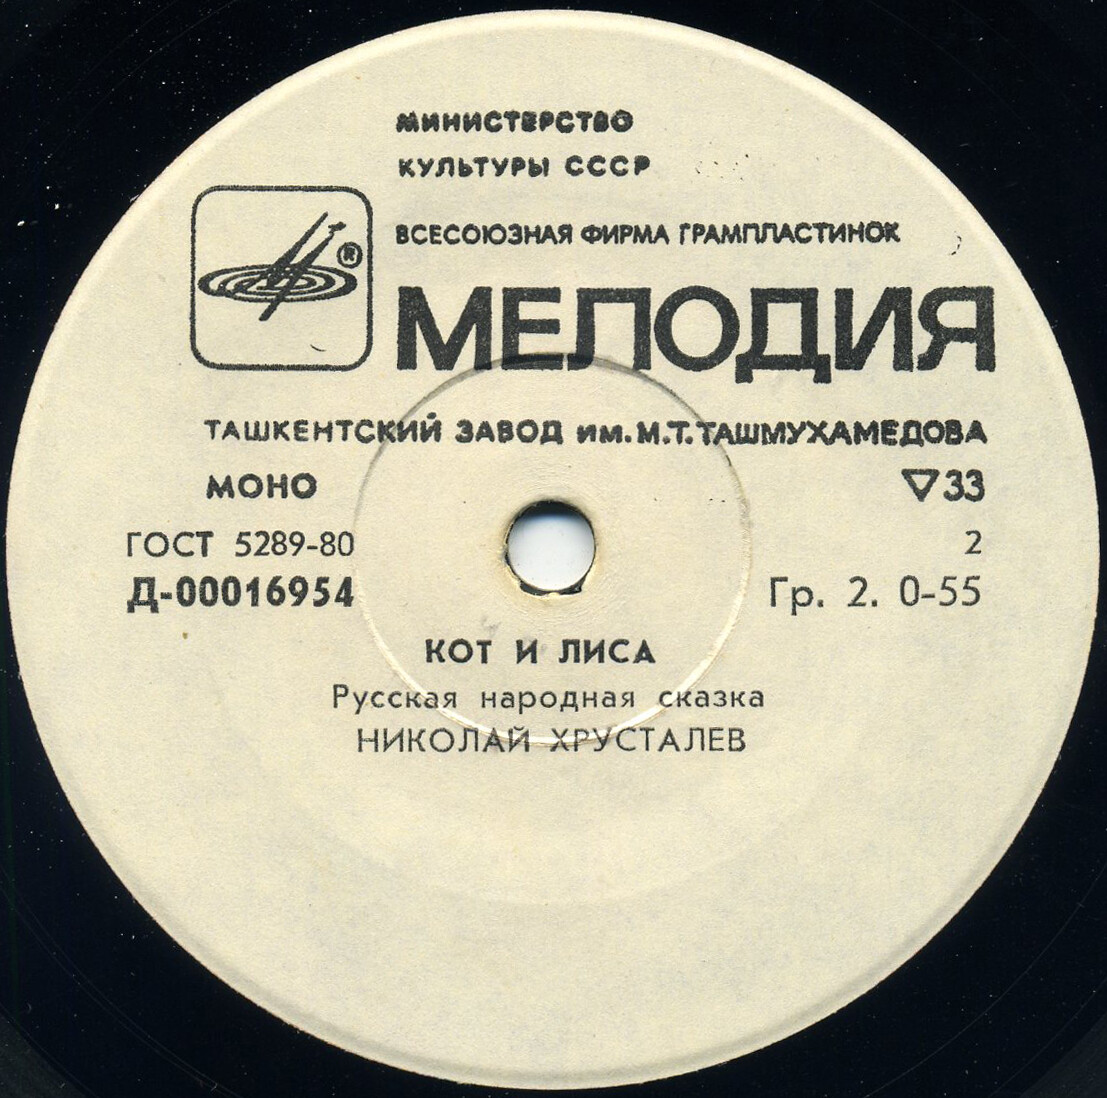 МИНИСТЕРСТВО
КУЛЬТУРЫ СССР
ВСЕСОЮЗНАЯ ФИРМА ГРАМПЛАСТИНОК
®
МЕЛОДИЯ
ТАШКЕНТСКИЙ ЗАВОД им. М.Т. ТАШМУХАМЕДОВА
МОНО ▽33
ГОСТ 5289-80 2
Д-00016954 Гр. 2. 0-55
КОТ И ЛИСА
Русская народная сказка
НИКОЛАЙ ХРУСТАЛЕВ